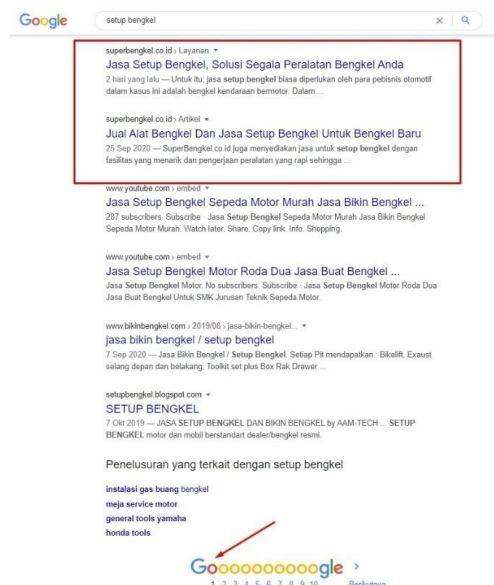 Google
setup bengkel
superbengkel.co.id › Layanan
Jasa Setup Bengkel, Solusi Segala Peralatan Bengkel Anda
2 hari yang lalu — Untuk itu, jasa setup bengkel biasa diperlukan oleh para pebisnis otomotif
dalam kasus ini adalah bengkel kendaraan bermotor. Dalam ...
superbengkel.co.id › Artikel
Jual Alat Bengkel Dan Jasa Setup Bengkel Untuk Bengkel Baru
25 Sep 2020 — SuperBengkel.co.id juga menyediakan jasa untuk setup bengkel dengan
fasilitas yang menarik dan pengerjaan peralatan yang rapi sehingga ...
www.youtube.com › embed
Jasa Setup Bengkel Sepeda Motor Murah Jasa Bikin Bengkel ...
287 subscribers. Subscribe · Jasa Setup Bengkel Sepeda Motor Murah Jasa Bikin Bengkel
Sepeda Motor Murah. Watch later. Share. Copy link. Info. Shopping.
www.youtube.com › embed
Jasa Setup Bengkel Motor Roda Dua Jasa Buat Bengkel ...
Jasa Setup Bengkel Motor. No subscribers. Subscribe · Jasa Setup Bengkel Motor Roda Dua
Jasa Buat Bengkel Untuk SMK Jurusan Teknik Sepeda Motor.
www.bikinbengkel.com › 2019/08 › jasa-bikin-bengkel...
jasa bikin bengkel / setup bengkel
7 Sep 2020 — Jasa Bikin Bengkel / Setup Bengkel. Setiap Pit mendapatkan : Bikelift, Exaust
selang depan dan belakang, Toolkit set plus Box Rak Drawer ...
setupbengkel.blogspot.com
SETUP BENGKEL
7 Okt 2019 — JASA SETUP BENGKEL DAN BIKIN BENGKEL by AAM-TECH ... SETUP
BENGKEL motor dan mobil berstandart dealer/bengkel resmi.
Penelusuran yang terkait dengan setup bengkel
instalasi gas buang bengkel
meja service motor
general tools yamaha
honda tools
Goooooooooogle >
1 2 3 4 5 6 7 8 9 10 Berikutnya